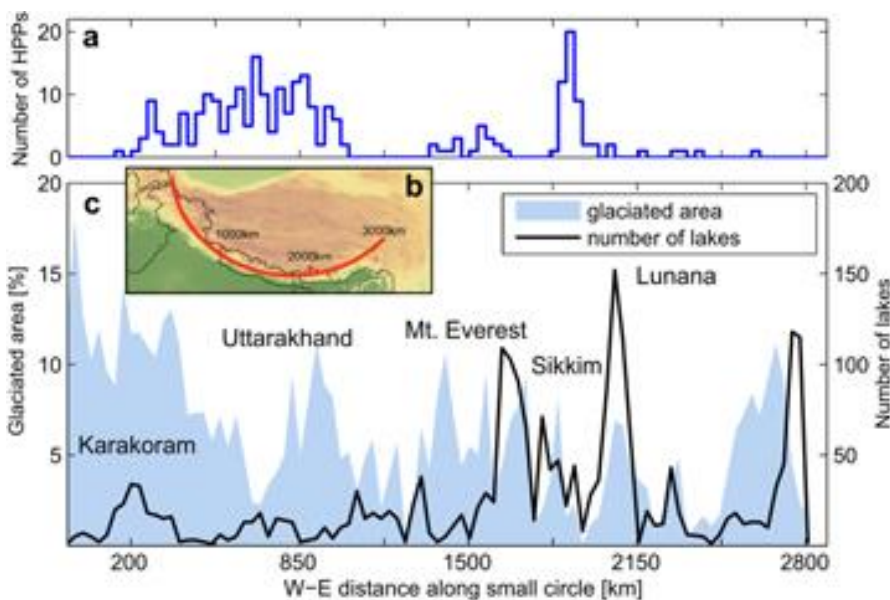 a
Number of HPPs
20
10
0
b
1000km
2000km
3000km
c
Glaciated area [%]
20
15
10
5
glaciated area
number of lakes
Number of lakes
200
150
100
50
Karakoram
Uttarakhand
Mt. Everest
Sikkim
Lunana
200
850
1500
2150
2800
W-E distance along small circle [km]